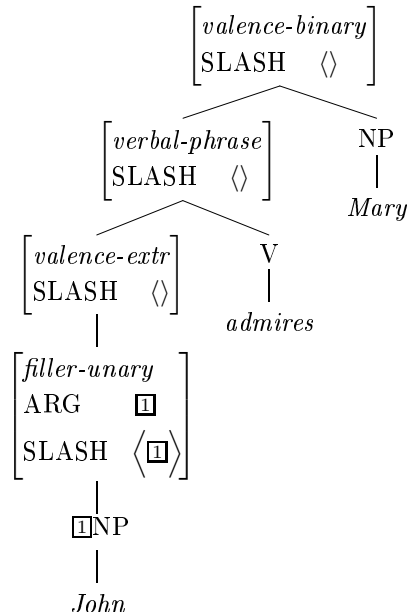 valence-binary
SLASH ⟨⟩
verbal-phrase
SLASH ⟨⟩
NP
Mary
valence-extr
SLASH ⟨⟩
V
admires
filler-unary
ARG 1
SLASH ⟨1⟩
1NP
John